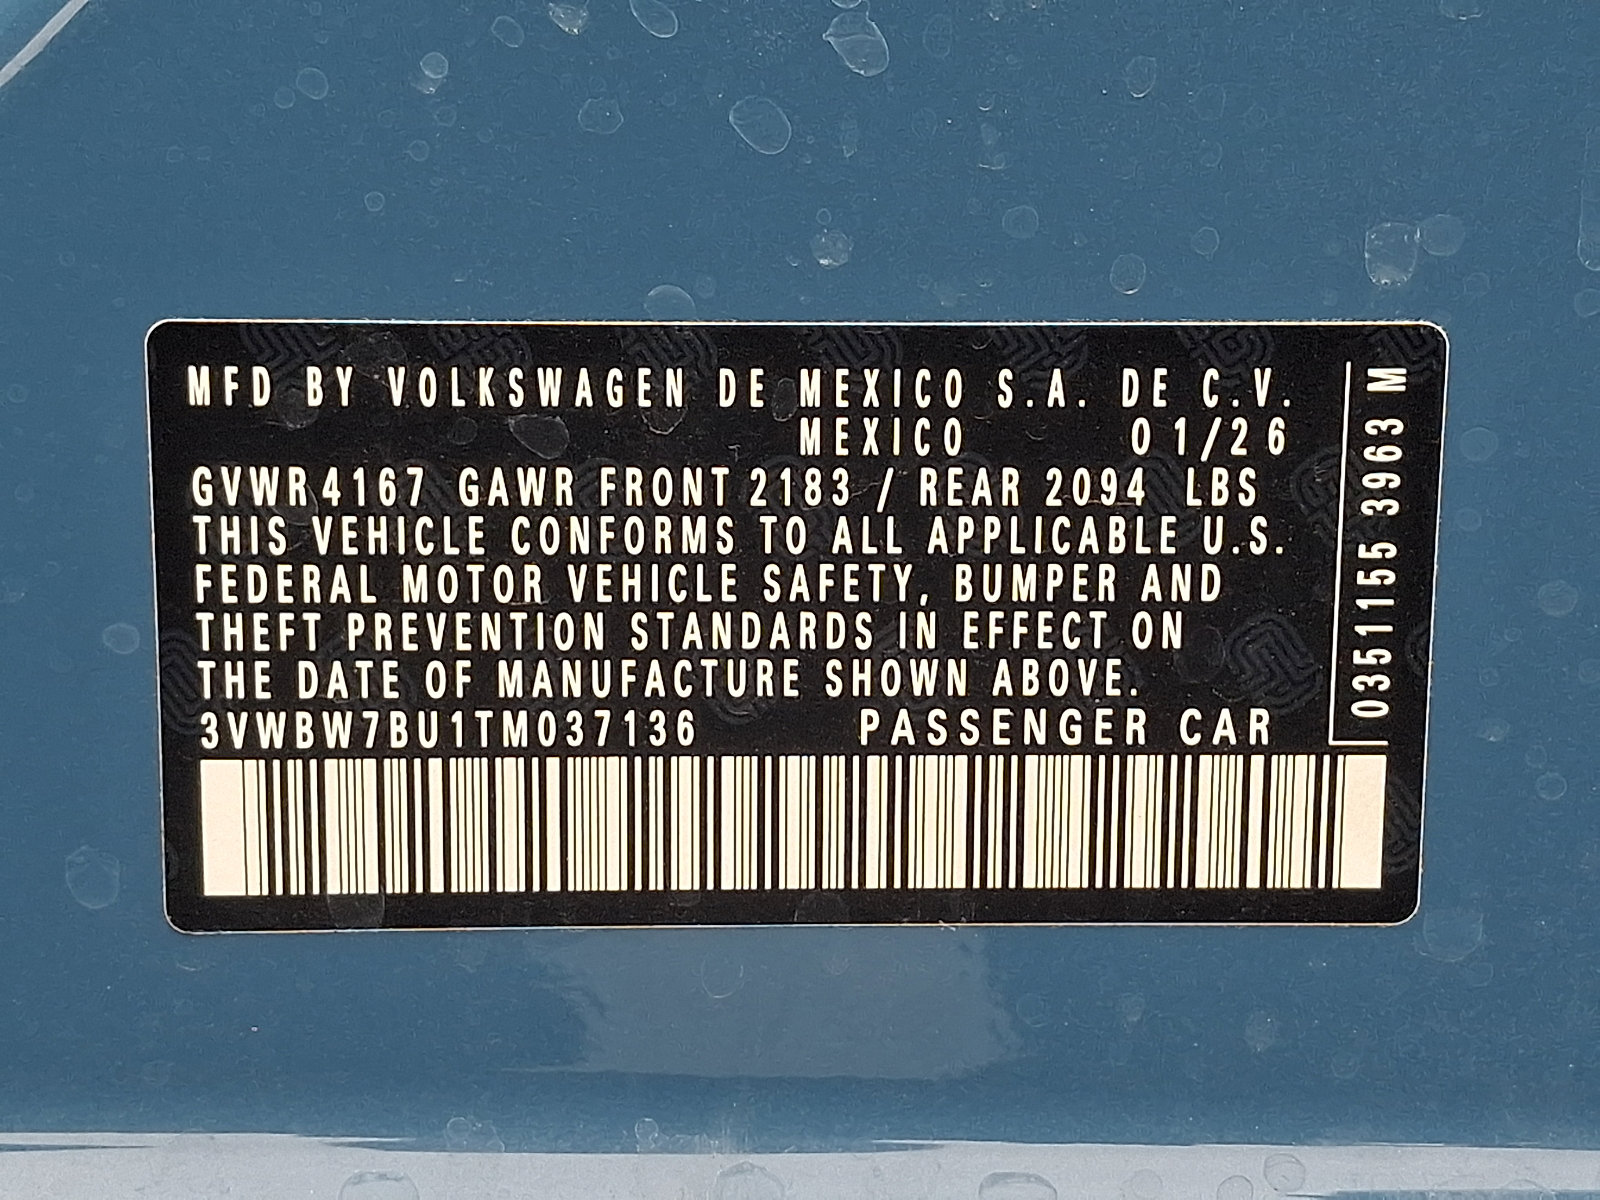 MFD BY VOLKSWAGEN DE MEXICO S.A. DE C.V.
MEXICO 01/26
GVWR 4167 GAWR FRONT 2183 / REAR 2094 LBS
THIS VEHICLE CONFORMS TO ALL APPLICABLE U.S.
FEDERAL MOTOR VEHICLE SAFETY, BUMPER AND
THEFT PREVENTION STANDARDS IN EFFECT ON
THE DATE OF MANUFACTURE SHOWN ABOVE.
3VWBW7BU1TM037136 PASSENGER CAR
0351155 3963 M